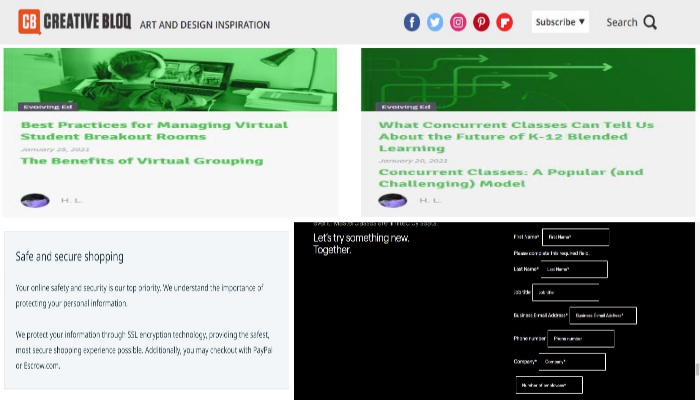 CB CREATIVE BLOQ ART AND DESIGN INSPIRATION
Subscribe ▼
Search
Evolving Ed
Best Practices for Managing Virtual
Student Breakout Rooms
January 25, 2021
The Benefits of Virtual Grouping
H. L.
Evolving Ed
What Concurrent Classes Can Tell Us
About the Future of K-12 Blended
Learning
January 20, 2021
Concurrent Classes: A Popular (and
Challenging) Model
H. L.
Safe and secure shopping
Your online safety and security is our top priority. We understand the importance of
protecting your personal information.
We protect your information through SSL encryption technology, providing the safest,
most secure shopping experience possible. Additionally, you may checkout with PayPal
or Escrow.com.
Let's try something new.
Together.
First Name* First Name*
Please complete this required field.
Last Name* Last Name*
Job title Job title
Business E-mail Address* Business E-mail Address*
Phone number Phone number
Company* Company*
Number of employees*